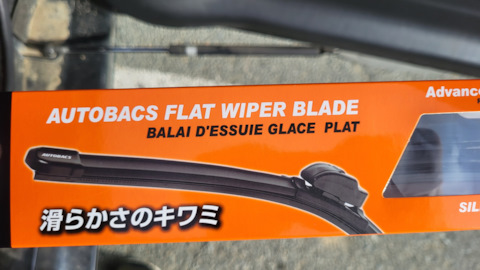 AUTOBACS FLAT WIPER BLADE
BALAI D'ESSUIE GLACE PLAT
Advance
AUTOBACS
滑らかさのキワミ
SIL